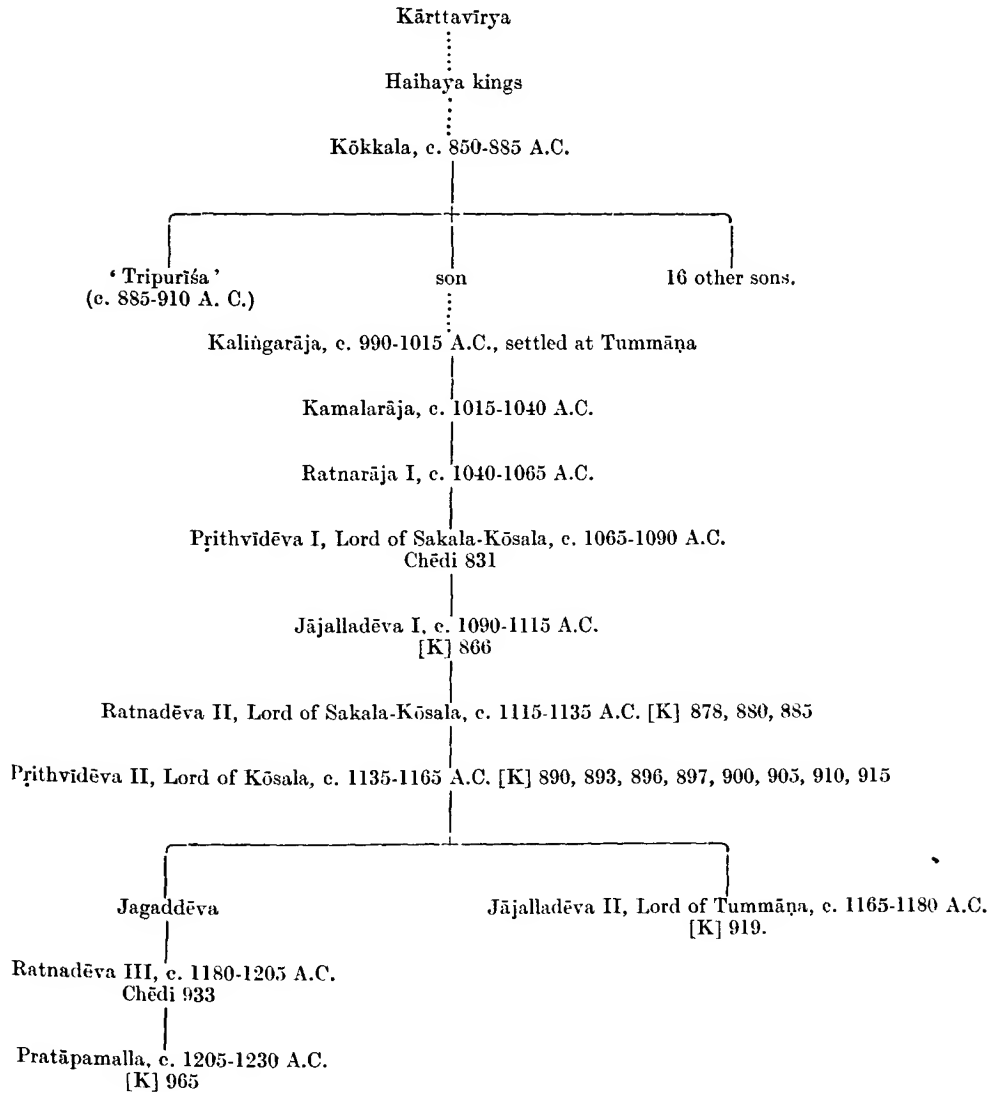 Kārttavīrya
Haihaya kings
Kōkkala, c. 850-885 A.C.
‘ Tripurīśa ’
(c. 885-910 A. C.)
son
16 other sons.
Kaliṅgarāja, c. 990-1015 A.C., settled at Tummāṇa
Kamalarāja, c. 1015-1040 A.C.
Ratnarāja I, c. 1040-1065 A.C.
Pṛithvīdēva I, Lord of Sakala-Kōsala, c. 1065-1090 A.C.
Chēdi 831
Jājalladēva I, c. 1090-1115 A.C.
[K] 866
Ratnadēva II, Lord of Sakala-Kōsala, c. 1115-1135 A.C. [K] 878, 880, 885
Pṛithvīdēva II, Lord of Kōsala, c. 1135-1165 A.C. [K] 890, 893, 896, 897, 900, 905, 910, 915
Jagaddēva
Jājalladēva II, Lord of Tummāṇa, c. 1165-1180 A.C.
[K] 919.
Ratnadēva III, c. 1180-1205 A.C.
Chēdi 933
Pratāpamalla, c. 1205-1230 A.C.
[K] 965